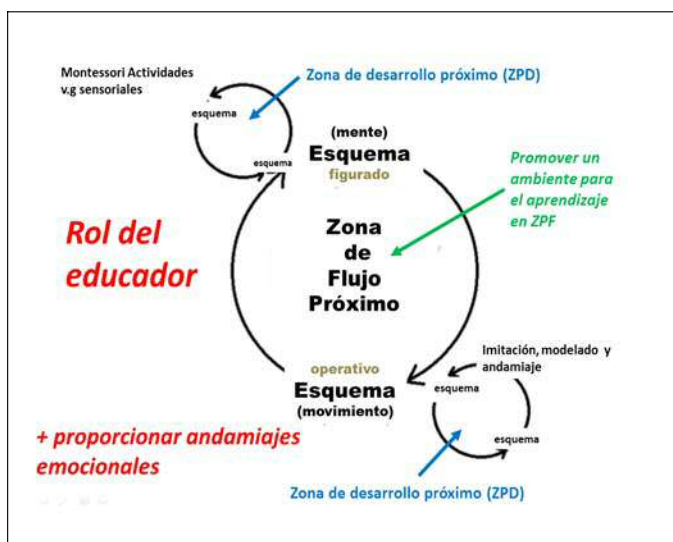 Montessori Actividades
v.g sensoriales
Zona de desarrollo próximo (ZPD)
esquema
esquema
(mente)
Esquema
figurado
Promover un
ambiente para
el aprendizaje
en ZPF
Rol del
educador
Zona
de
Flujo
Próximo
operativo
Esquema
(movimiento)
Imitación, modelado y
andamiaje
esquema
esquema
+ proporcionar andamiajes
emocionales
Zona de desarrollo próximo (ZPD)